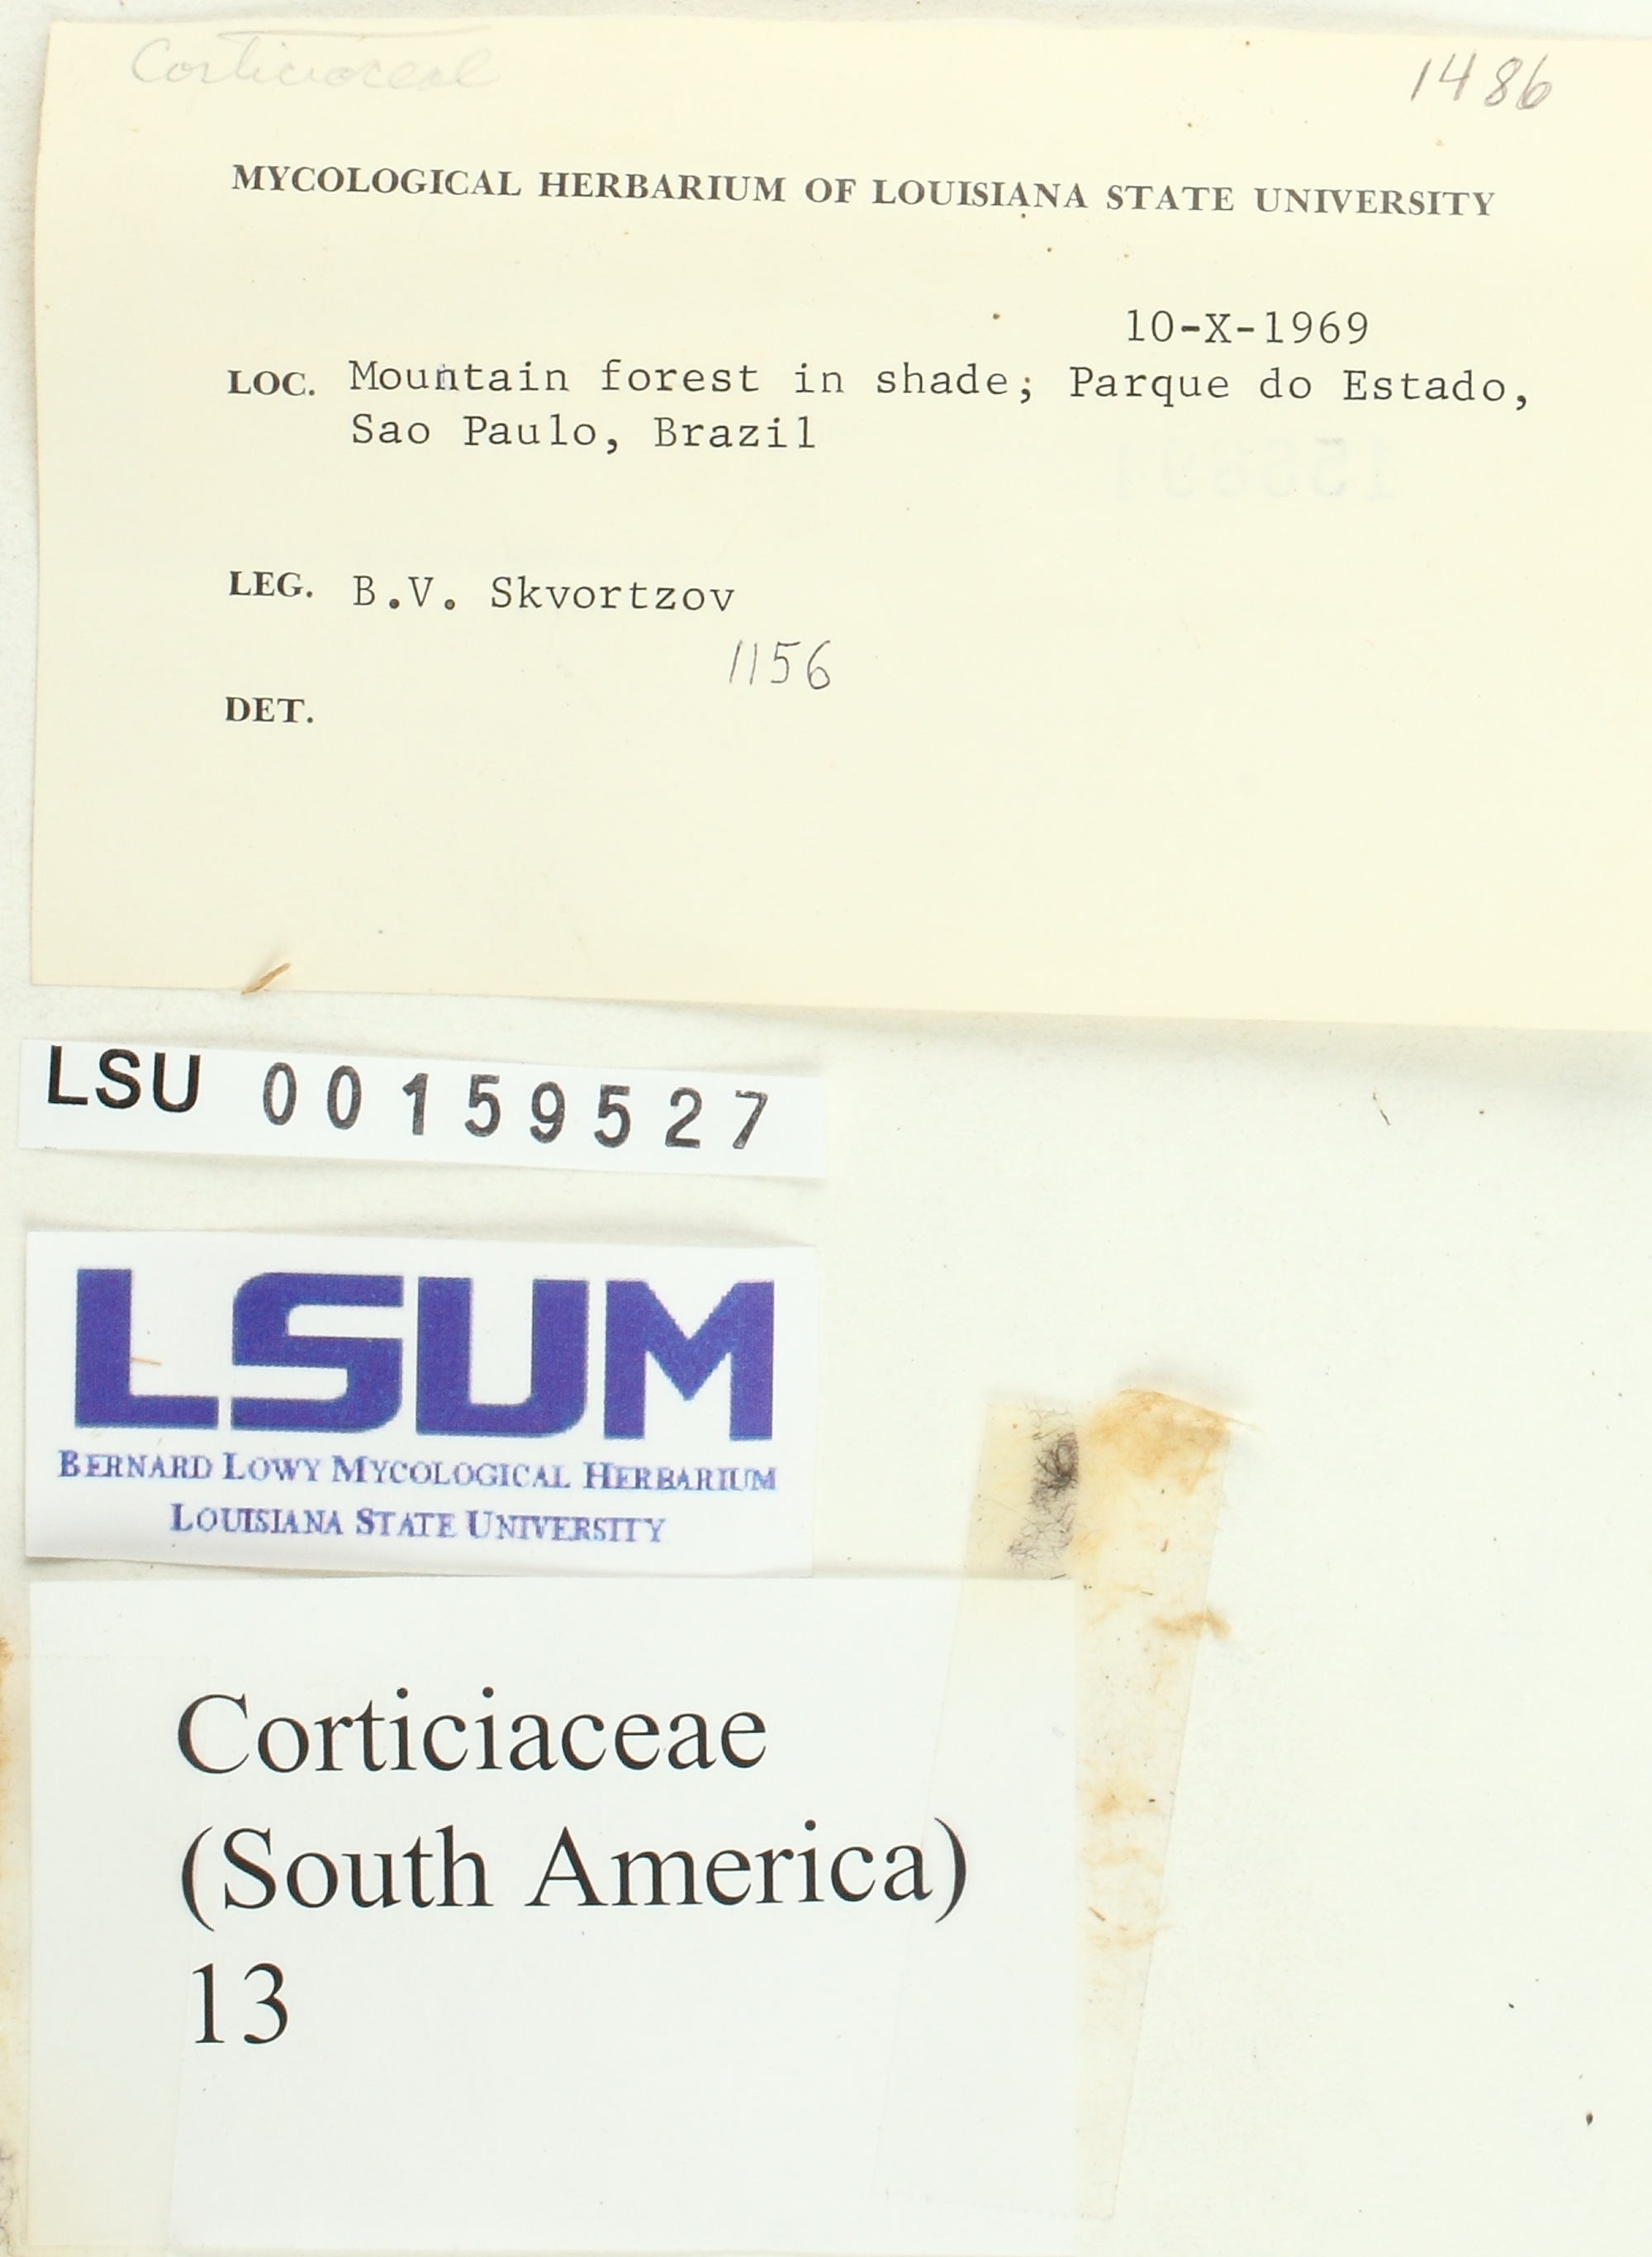 Corticiaceae
1486
MYCOLOGICAL HERBARIUM OF LOUISIANA STATE UNIVERSITY
10-X-1969
LOC. Mountain forest in shade; Parque do Estado,
Sao Paulo, Brazil
LEG. B.V. Skvortzov
1156
DET.
LSU 00159527
LSUM
BERNARD LOWY MYCOLOGICAL HERBARIUM
LOUISIANA STATE UNIVERSITY
Corticiaceae
(South America)
13